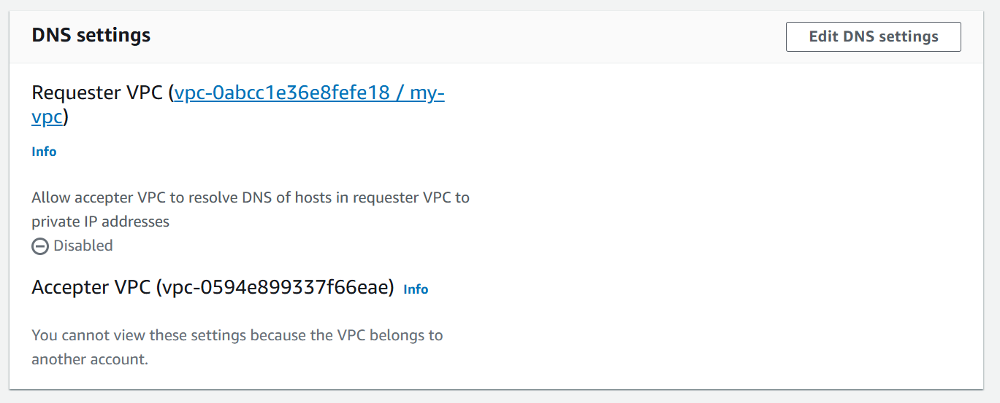 DNS settings
Edit DNS settings
Requester VPC (vpc-0abcc1e36e8fefe18 / my-
vpc)
Info
Allow accepter VPC to resolve DNS of hosts in requester VPC to
private IP addresses
Disabled
Accepter VPC (vpc-0594e899337f66eae) Info
You cannot view these settings because the VPC belongs to
another account.